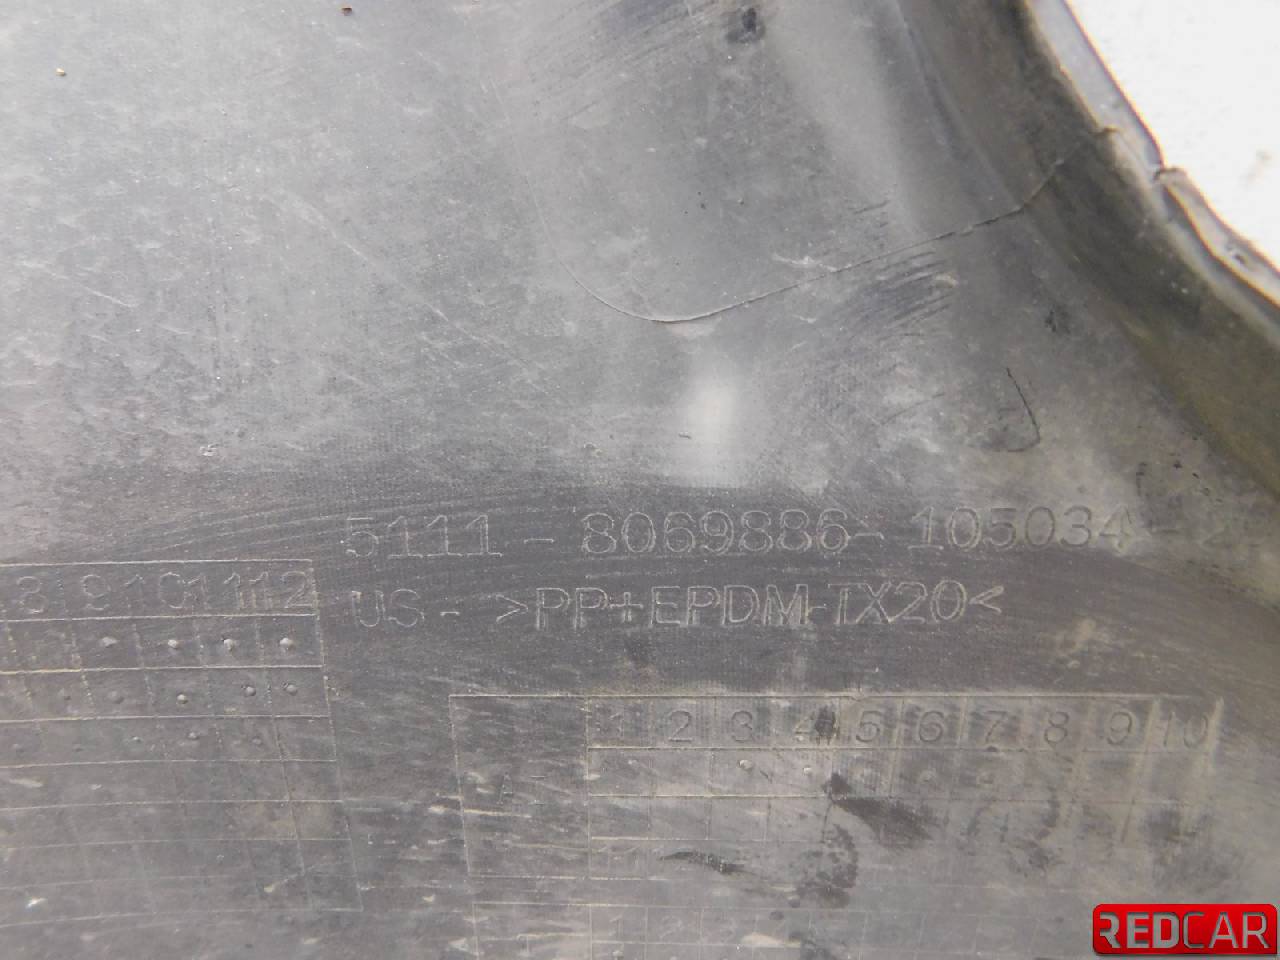 5111 - 8069886 - 105034 -
US - >PP+EPDM-TX20<
8 9 10 11 12
1 2 3 4 5 6 7 8 9 10
A
REDCAR